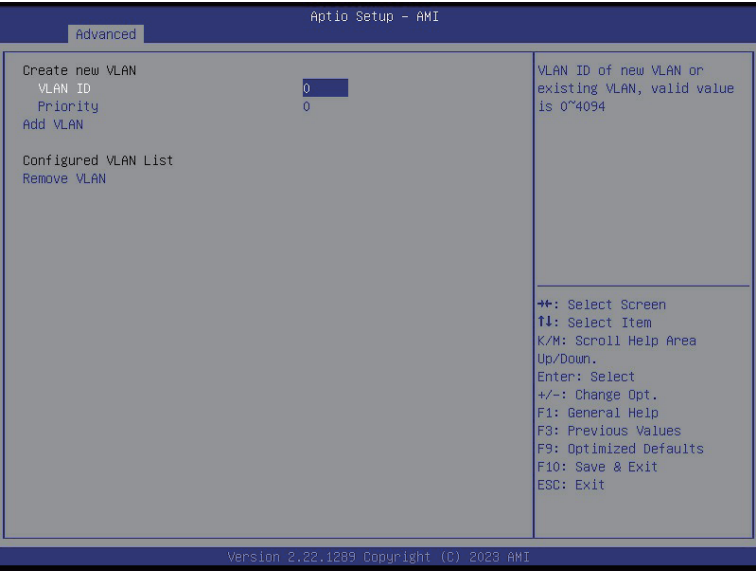 Aptio Setup – AMI
Advanced
Create new VLAN
VLAN ID 0
Priority 0
Add VLAN
Configured VLAN List
Remove VLAN
VLAN ID of new VLAN or
existing VLAN, valid value
is 0~4094
→←: Select Screen
↑↓: Select Item
K/M: Scroll Help Area
Up/Down.
Enter: Select
+/-: Change Opt.
F1: General Help
F3: Previous Values
F9: Optimized Defaults
F10: Save & Exit
ESC: Exit
Version 2.22.1289 Copyright (C) 2023 AMI